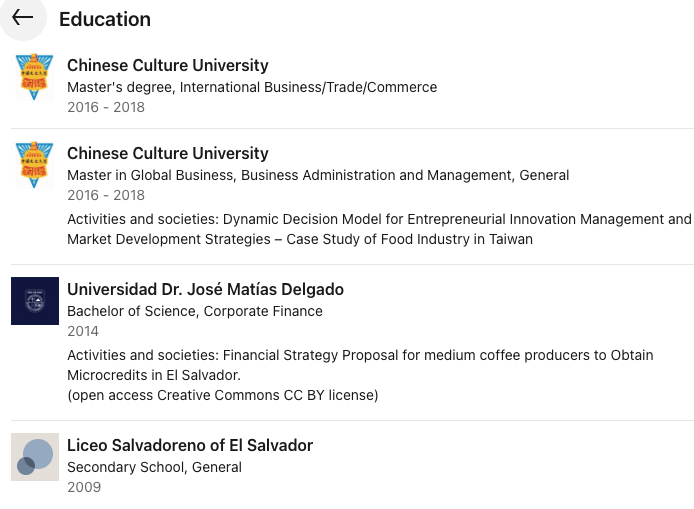 Education
Chinese Culture University
Master's degree, International Business/Trade/Commerce
2016 - 2018
Chinese Culture University
Master in Global Business, Business Administration and Management, General
2016 - 2018
Activities and societies: Dynamic Decision Model for Entrepreneurial Innovation Management and
Market Development Strategies – Case Study of Food Industry in Taiwan
Universidad Dr. José Matías Delgado
Bachelor of Science, Corporate Finance
2014
Activities and societies: Financial Strategy Proposal for medium coffee producers to Obtain
Microcredits in El Salvador.
(open access Creative Commons CC BY license)
Liceo Salvadoreno of El Salvador
Secondary School, General
2009